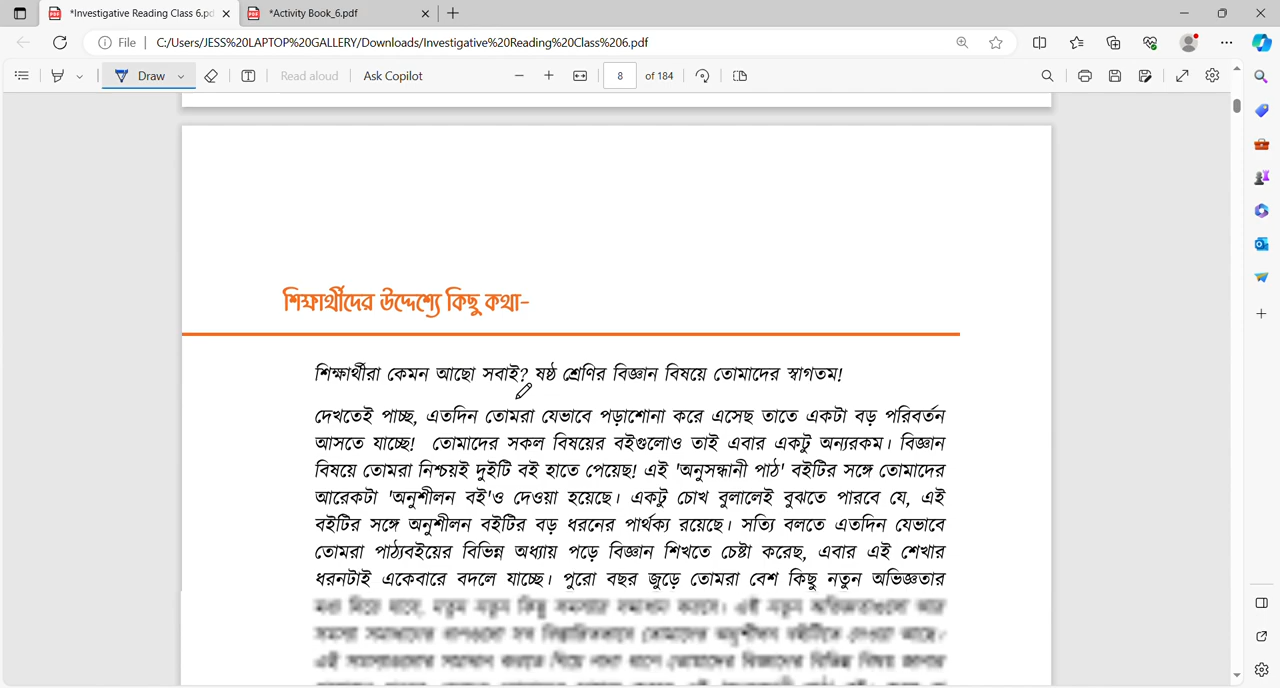 *Investigative Reading Class 6.pd
*Activity Book_6.pdf
File
C:/Users/JESS%20LAPTOP%20GALLERY/Downloads/Investigative%20Reading%20Class%206.pdf
Draw
Read aloud
Ask Copilot
8
of 184
শিক্ষার্থীদের উদ্দেশ্যে কিছু কথা-
শিক্ষার্থীরা কেমন আছো সবাই? ষষ্ঠ শ্রেণির বিজ্ঞান বিষয়ে তোমাদের স্বাগতম!
দেখতেই পাচ্ছ, এতদিন তোমরা যেভাবে পড়াশোনা করে এসেছ তাতে একটা বড় পরিবর্তন
আসতে যাচ্ছে! তোমাদের সকল বিষয়ের বইগুলোও তাই এবার একটু অন্যরকম। বিজ্ঞান
বিষয়ে তোমরা নিশ্চয়ই দুইটি বই হাতে পেয়েছ! এই 'অনুসন্ধানী পাঠ' বইটির সঙ্গে তোমাদের
আরেকটা 'অনুশীলন বই'ও দেওয়া হয়েছে। একটু চোখ বুলালেই বুঝতে পারবে যে, এই
বইটির সঙ্গে অনুশীলন বইটির বড় ধরনের পার্থক্য রয়েছে। সত্যি বলতে এতদিন যেভাবে
তোমরা পাঠ্যবইয়ের বিভিন্ন অধ্যায় পড়ে বিজ্ঞান শিখতে চেষ্টা করেছ, এবার এই শেখার
ধরনটাই একেবারে বদলে যাচ্ছে। পুরো বছর জুড়ে তোমরা বেশ কিছু নতুন অভিজ্ঞতার